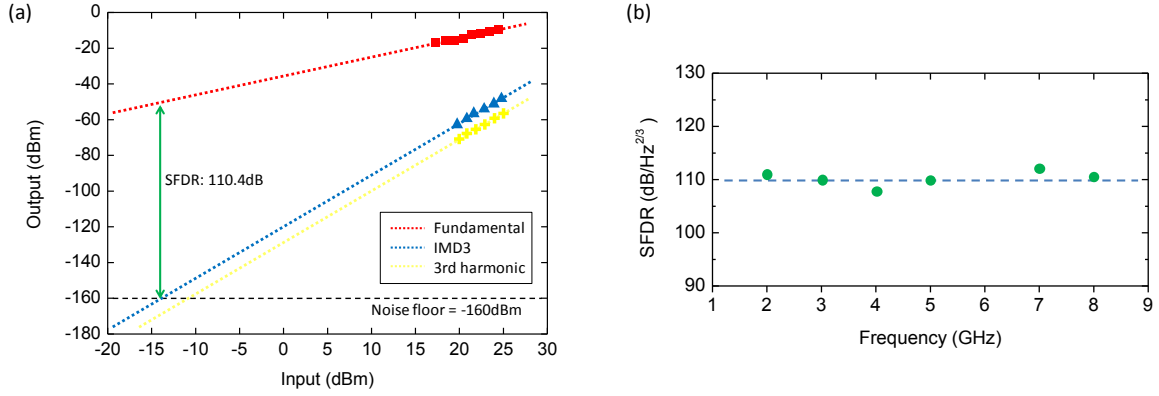 (a)
0
-20
-40
-60
-80
-100
-120
-140
-160
-180
Output (dBm)
SFDR: 110.4dB
Fundamental
IMD3
3rd harmonic
Noise floor = -160dBm
-20 -15 -10 -5 0 5 10 15 20 25 30
Input (dBm)
(b)
130
120
110
100
90
SFDR (dB/Hz^2/3)
1 2 3 4 5 6 7 8 9
Frequency (GHz)